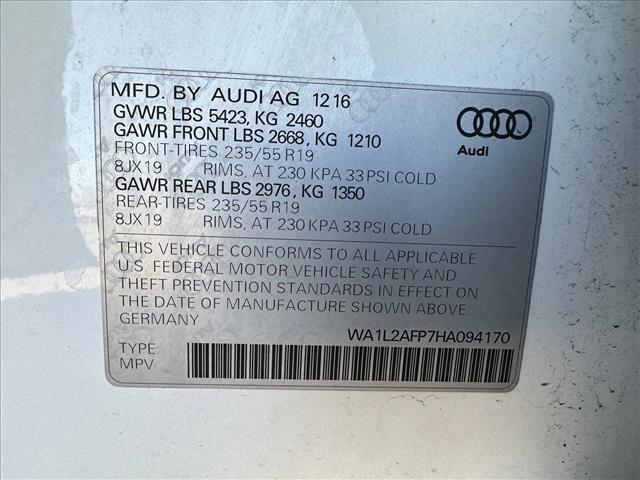 MFD. BY AUDI AG 12 16
GVWR LBS 5423, KG 2460
GAWR FRONT LBS 2668, KG 1210
FRONT-TIRES 235/55 R19
8JX19 RIMS, AT 230 KPA 33 PSI COLD
GAWR REAR LBS 2976, KG 1350
REAR-TIRES 235/55 R19
8JX19 RIMS, AT 230 KPA 33 PSI COLD
Audi
THIS VEHICLE CONFORMS TO ALL APPLICABLE
U.S. FEDERAL MOTOR VEHICLE SAFETY AND
THEFT PREVENTION STANDARDS IN EFFECT ON
THE DATE OF MANUFACTURE SHOWN ABOVE.
GERMANY
WA1L2AFP7HA094170
TYPE:
MPV